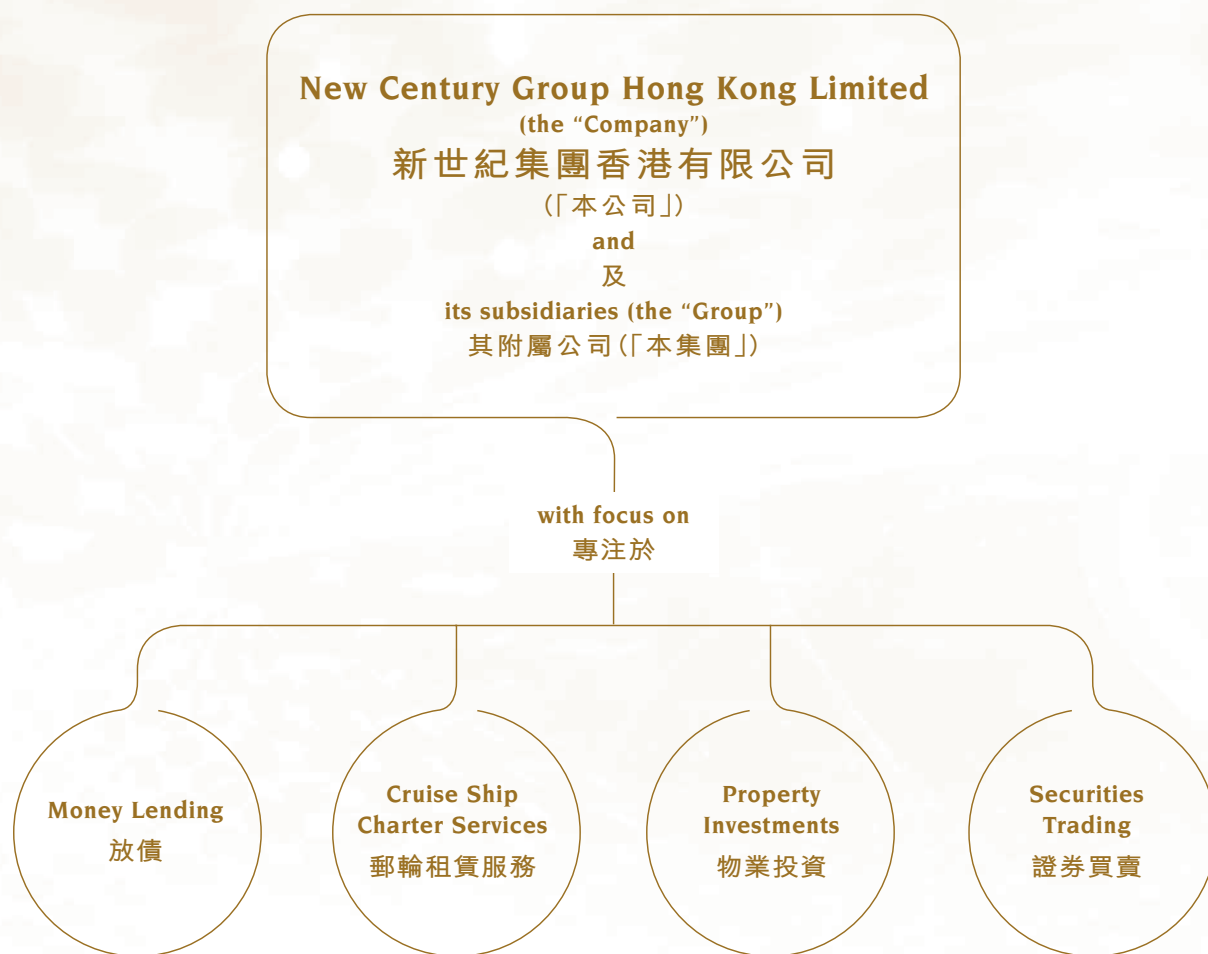 New Century Group Hong Kong Limited
(the “Company”)
新世紀集團香港有限公司
(「本公司」)
and
及
its subsidiaries (the “Group”)
其附屬公司(「本集團」)
with focus on
專注於
Money Lending
放債
Cruise Ship
Charter Services
郵輪租賃服務
Property
Investments
物業投資
Securities
Trading
證券買賣